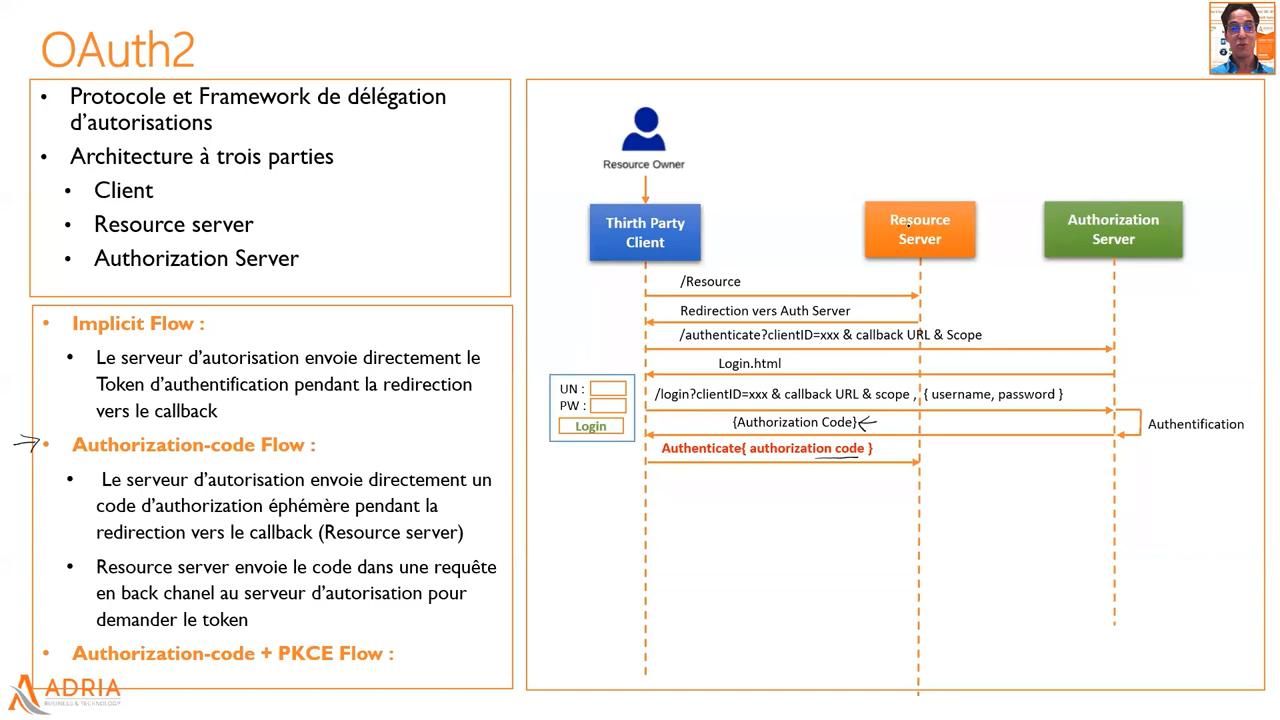 OAuth2
• Protocole et Framework de délégation
d'autorisations
• Architecture à trois parties
• Client
• Resource server
• Authorization Server
• Implicit Flow :
• Le serveur d'autorisation envoie directement le
Token d'authentification pendant la redirection
vers le callback
• Authorization-code Flow :
• Le serveur d'autorisation envoie directement un
code d'autorisation éphémère pendant la
redirection vers le callback (Resource server)
• Resource server envoie le code dans une requête
en back chanel au serveur d'autorisation pour
demander le token
• Authorization-code + PKCE Flow :
ADRIA
BUSINESS & TECHNOLOGY
Resource Owner
Thirth Party
Client
Resource
Server
Authorization
Server
/Resource
Redirection vers Auth Server
/authenticate?clientID=xxx & callback URL & Scope
Login.html
UN :
PW :
Login
/login?clientID=xxx & callback URL & scope , { username, password }
{Authorization Code}
Authentification
Authenticate{ authorization code }